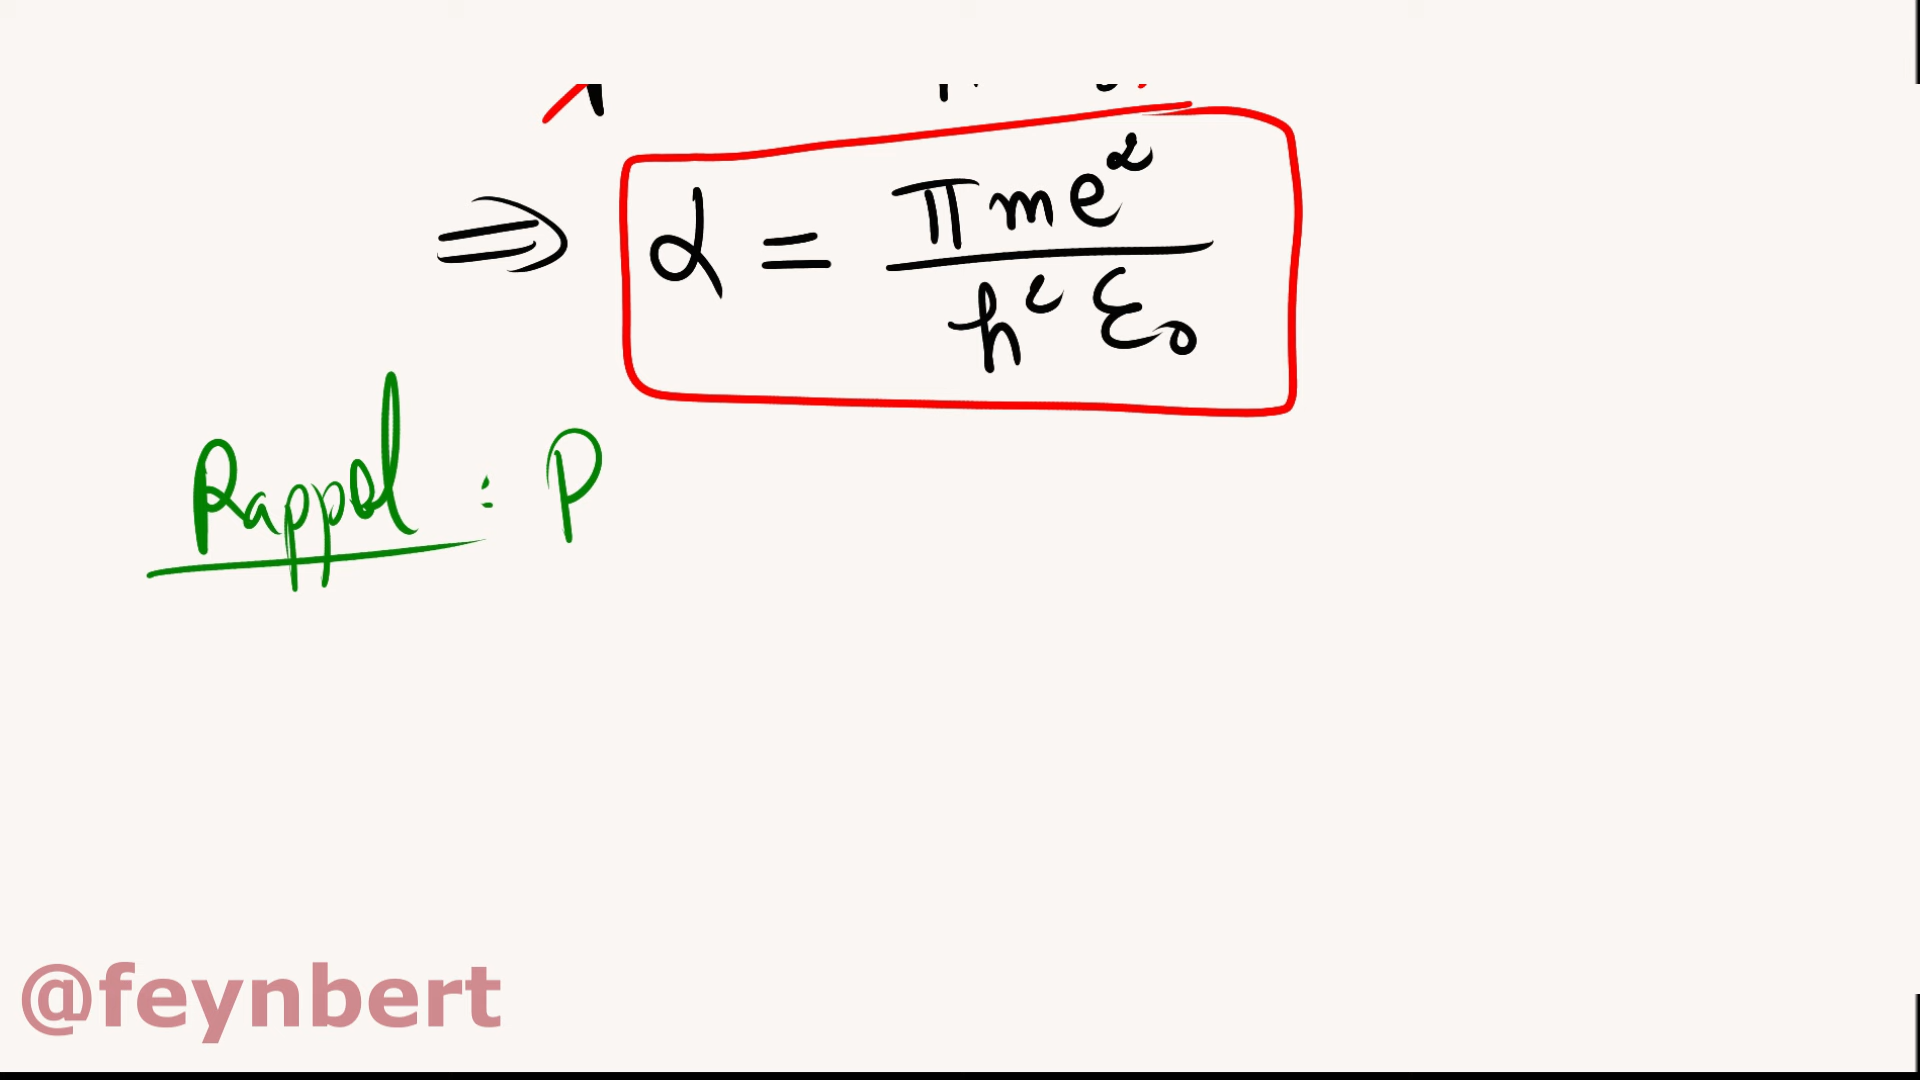 ⇒ α = πme² / h²ε₀
Rappel : P
@feynbert